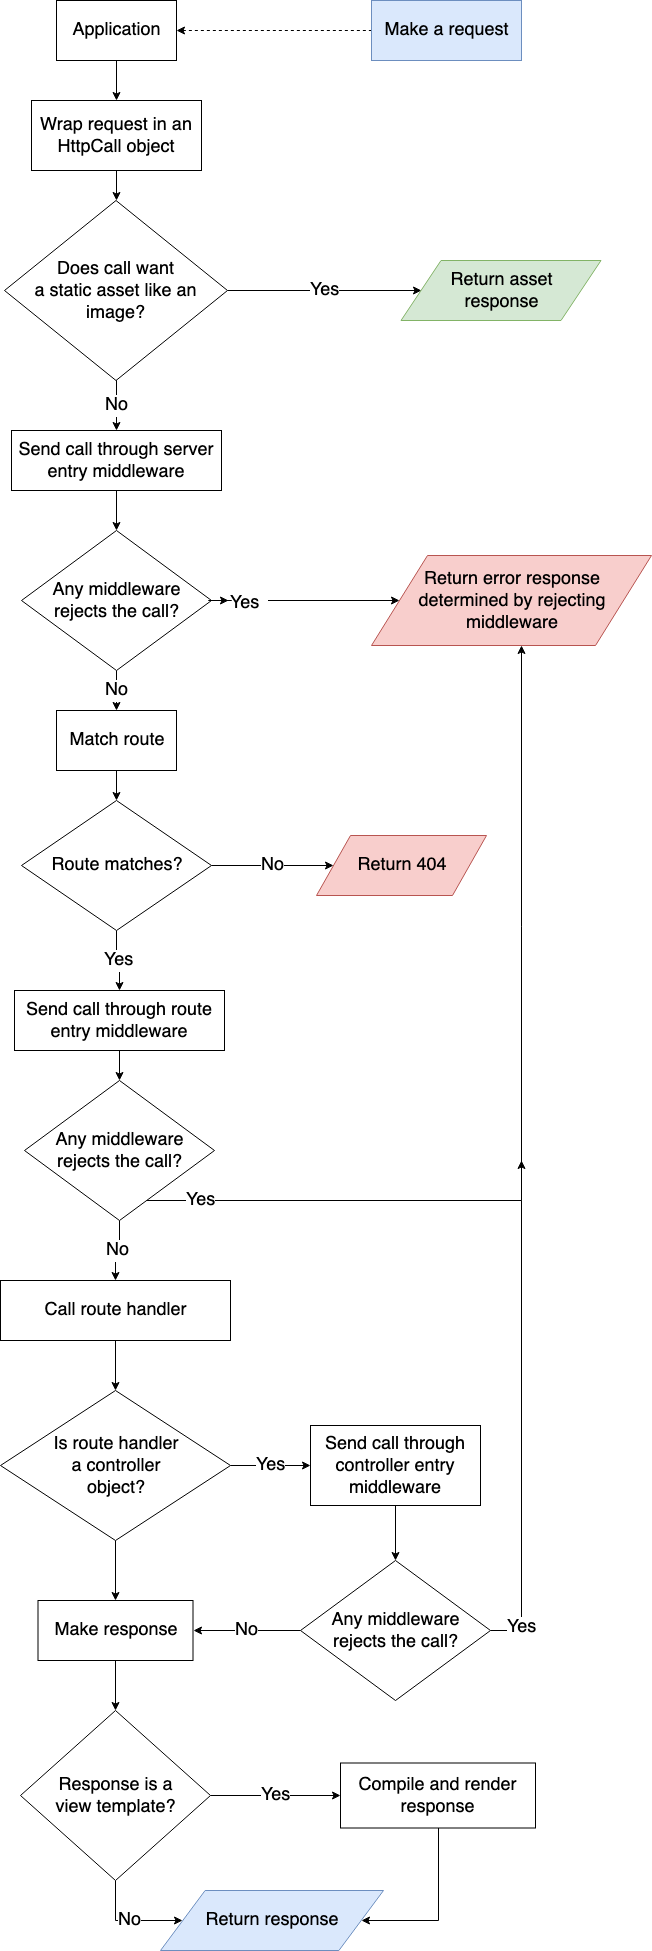 Application
Make a request
Wrap request in an
HttpCall object
Does call want
a static asset like an
image?
Yes
Return asset
response
No
Send call through server
entry middleware
Any middleware
rejects the call?
Yes
Return error response
determined by rejecting
middleware
No
Match route
Route matches?
No
Return 404
Yes
Send call through route
entry middleware
Any middleware
rejects the call?
Yes
No
Call route handler
Is route handler
a controller
object?
Yes
Send call through
controller entry
middleware
Make response
No
Any middleware
rejects the call?
Yes
Response is a
view template?
Yes
Compile and render
response
No
Return response